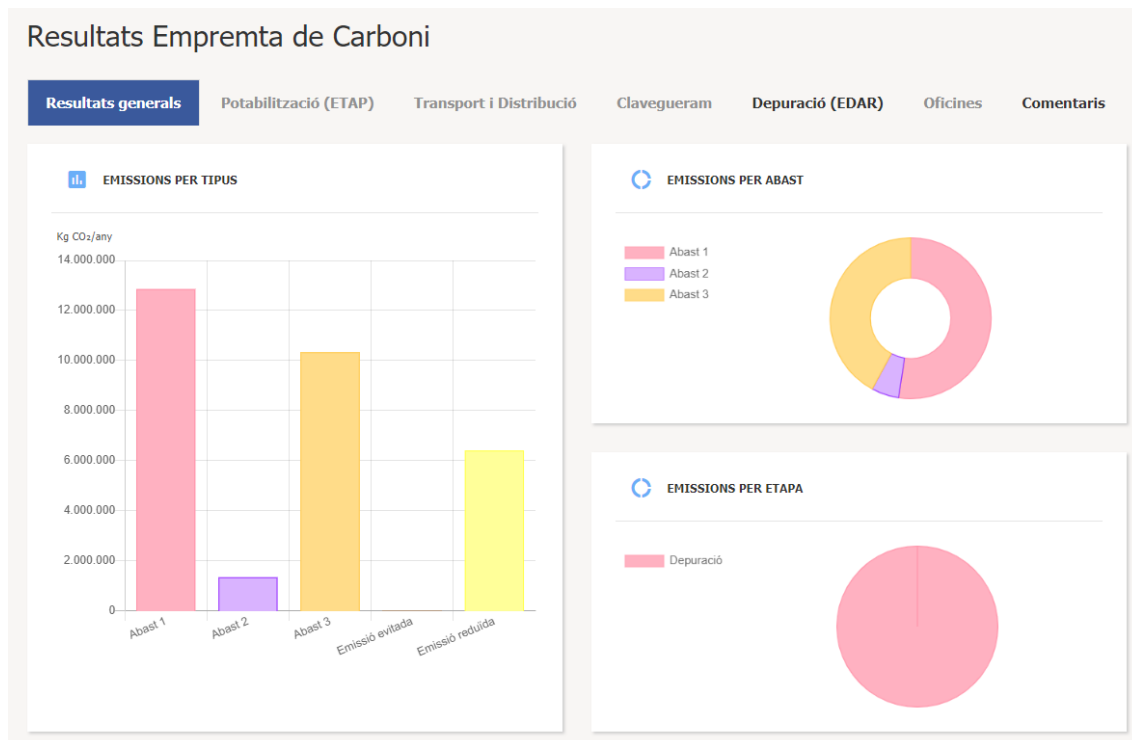 Resultats Empremta de Carboni
Resultats generals Potabilització (ETAP) Transport i Distribució Clavegueram Depuració (EDAR) Oficines Comentaris
EMISSIONS PER TIPUS
Kg CO₂/any
14.000.000
12.000.000
10.000.000
8.000.000
6.000.000
4.000.000
2.000.000
0
Abast 1
Abast 2
Abast 3
Emissió evitada
Emissió reduïda
EMISSIONS PER ABAST
Abast 1
Abast 2
Abast 3
EMISSIONS PER ETAPA
Depuració